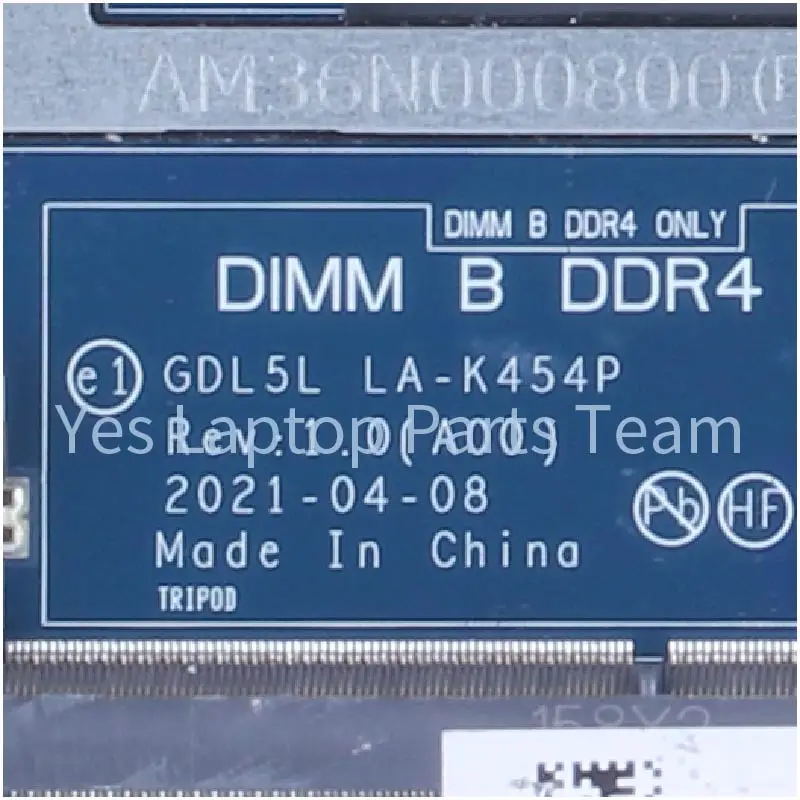 AM36N000800
DIMM B DDR4 ONLY
DIMM B DDR4
e1 GDL5L LA-K454P
Yes Laptop Parts Team
Rev:1.0(A00)
2021-04-08
Pb HF
Made In China
TRIPOD